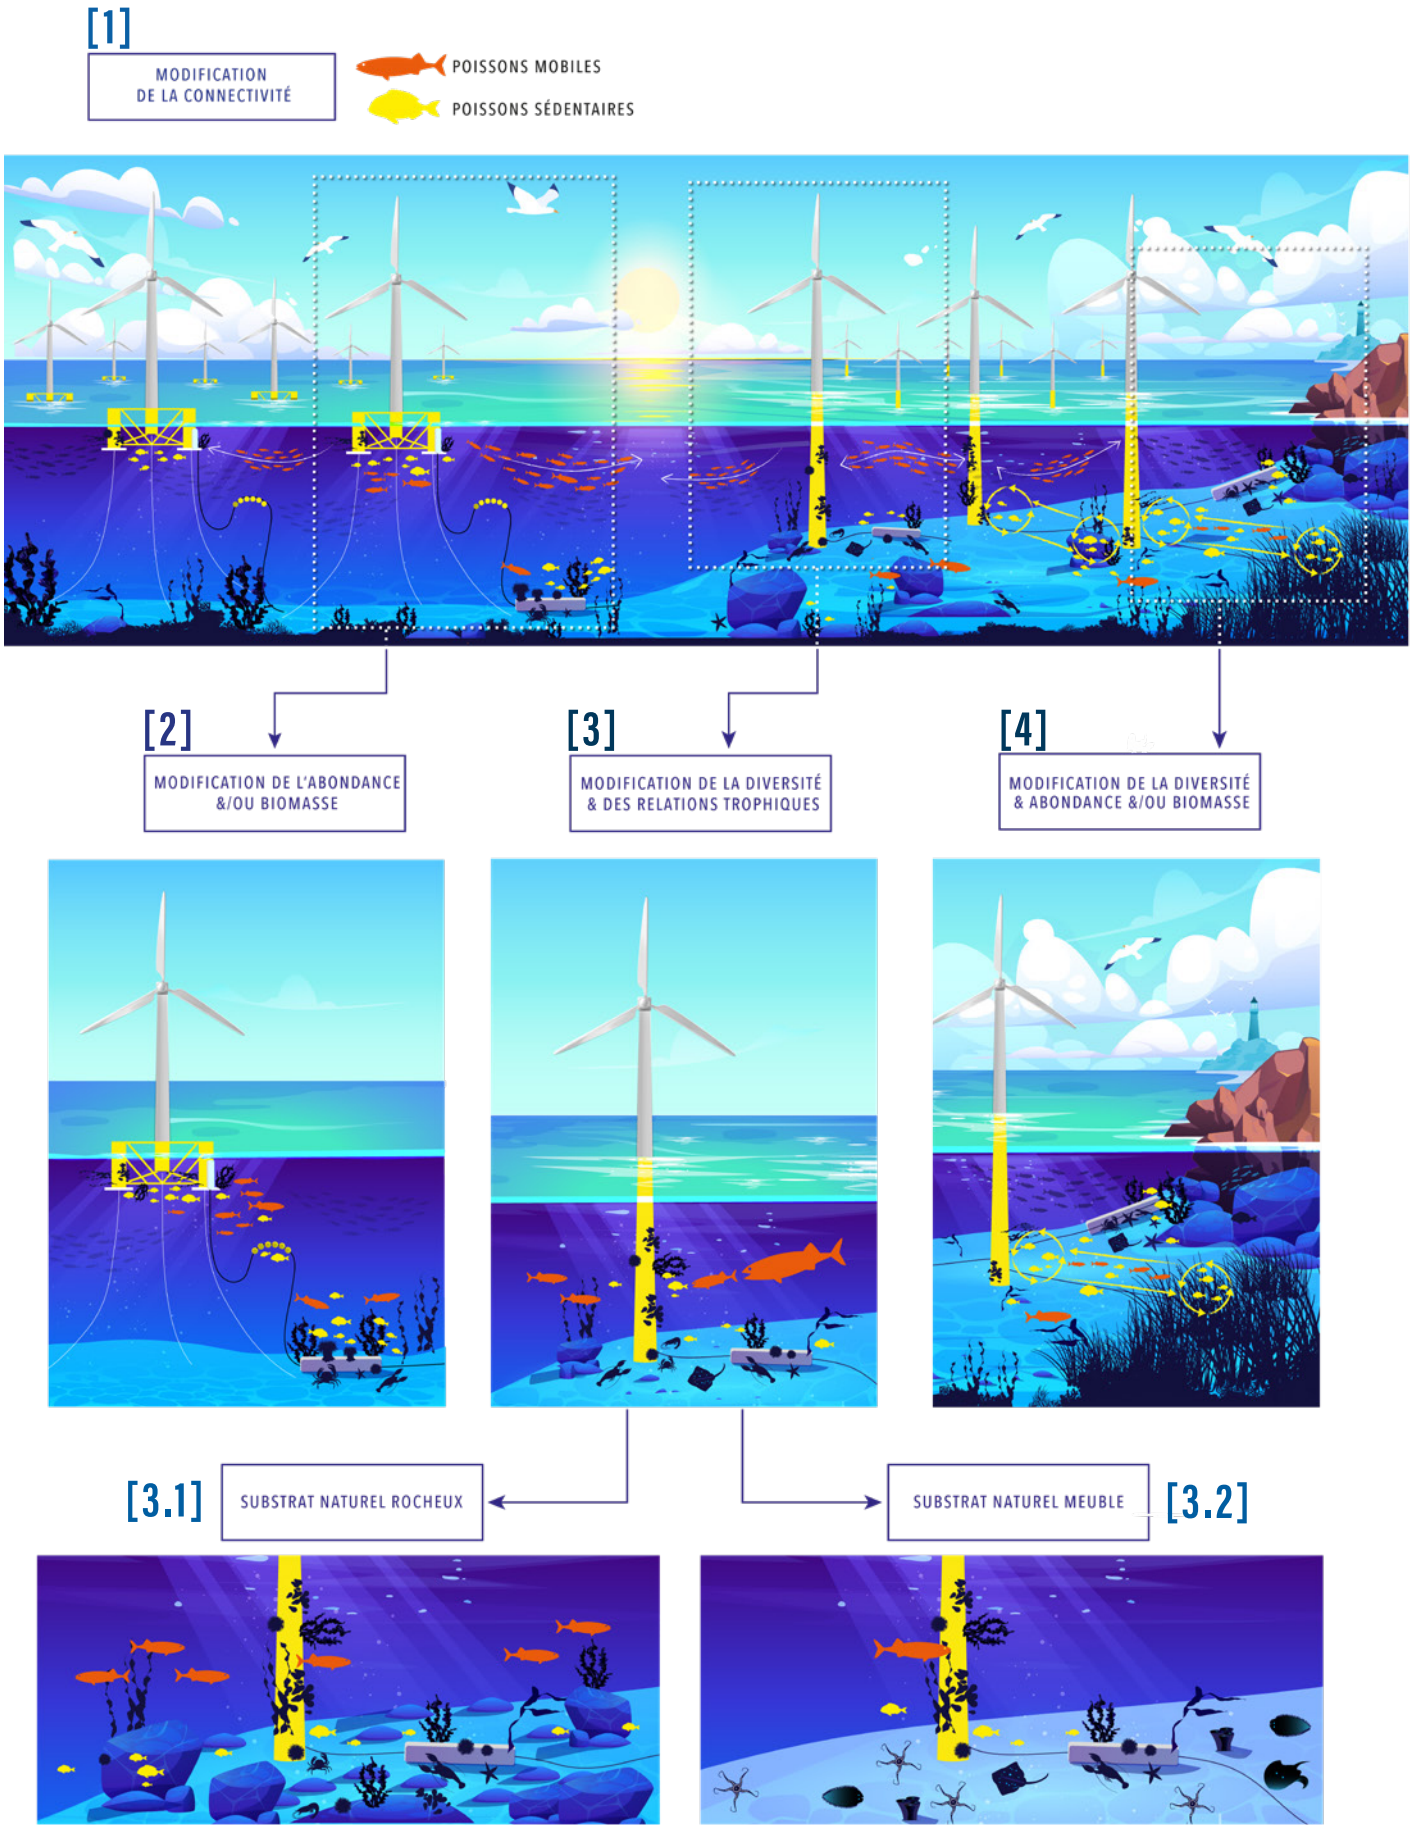 [1]
MODIFICATION
DE LA CONNECTIVITÉ
POISSONS MOBILES
POISSONS SÉDENTAIRES
[2]
MODIFICATION DE L'ABONDANCE
&/OU BIOMASSE
[3]
MODIFICATION DE LA DIVERSITÉ
& DES RELATIONS TROPHIQUES
[4]
MODIFICATION DE LA DIVERSITÉ
& ABONDANCE &/OU BIOMASSE
[3.1]
SUBSTRAT NATUREL ROCHEUX
SUBSTRAT NATUREL MEUBLE
[3.2]